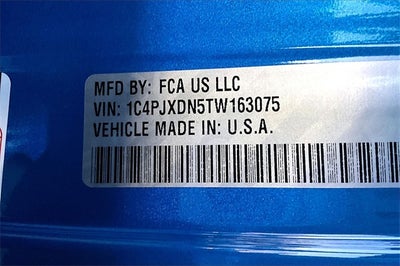 MFD BY: FCA US LLC
VIN: 1C4PJXDN5TW163075
VEHICLE MADE IN: U.S.A.